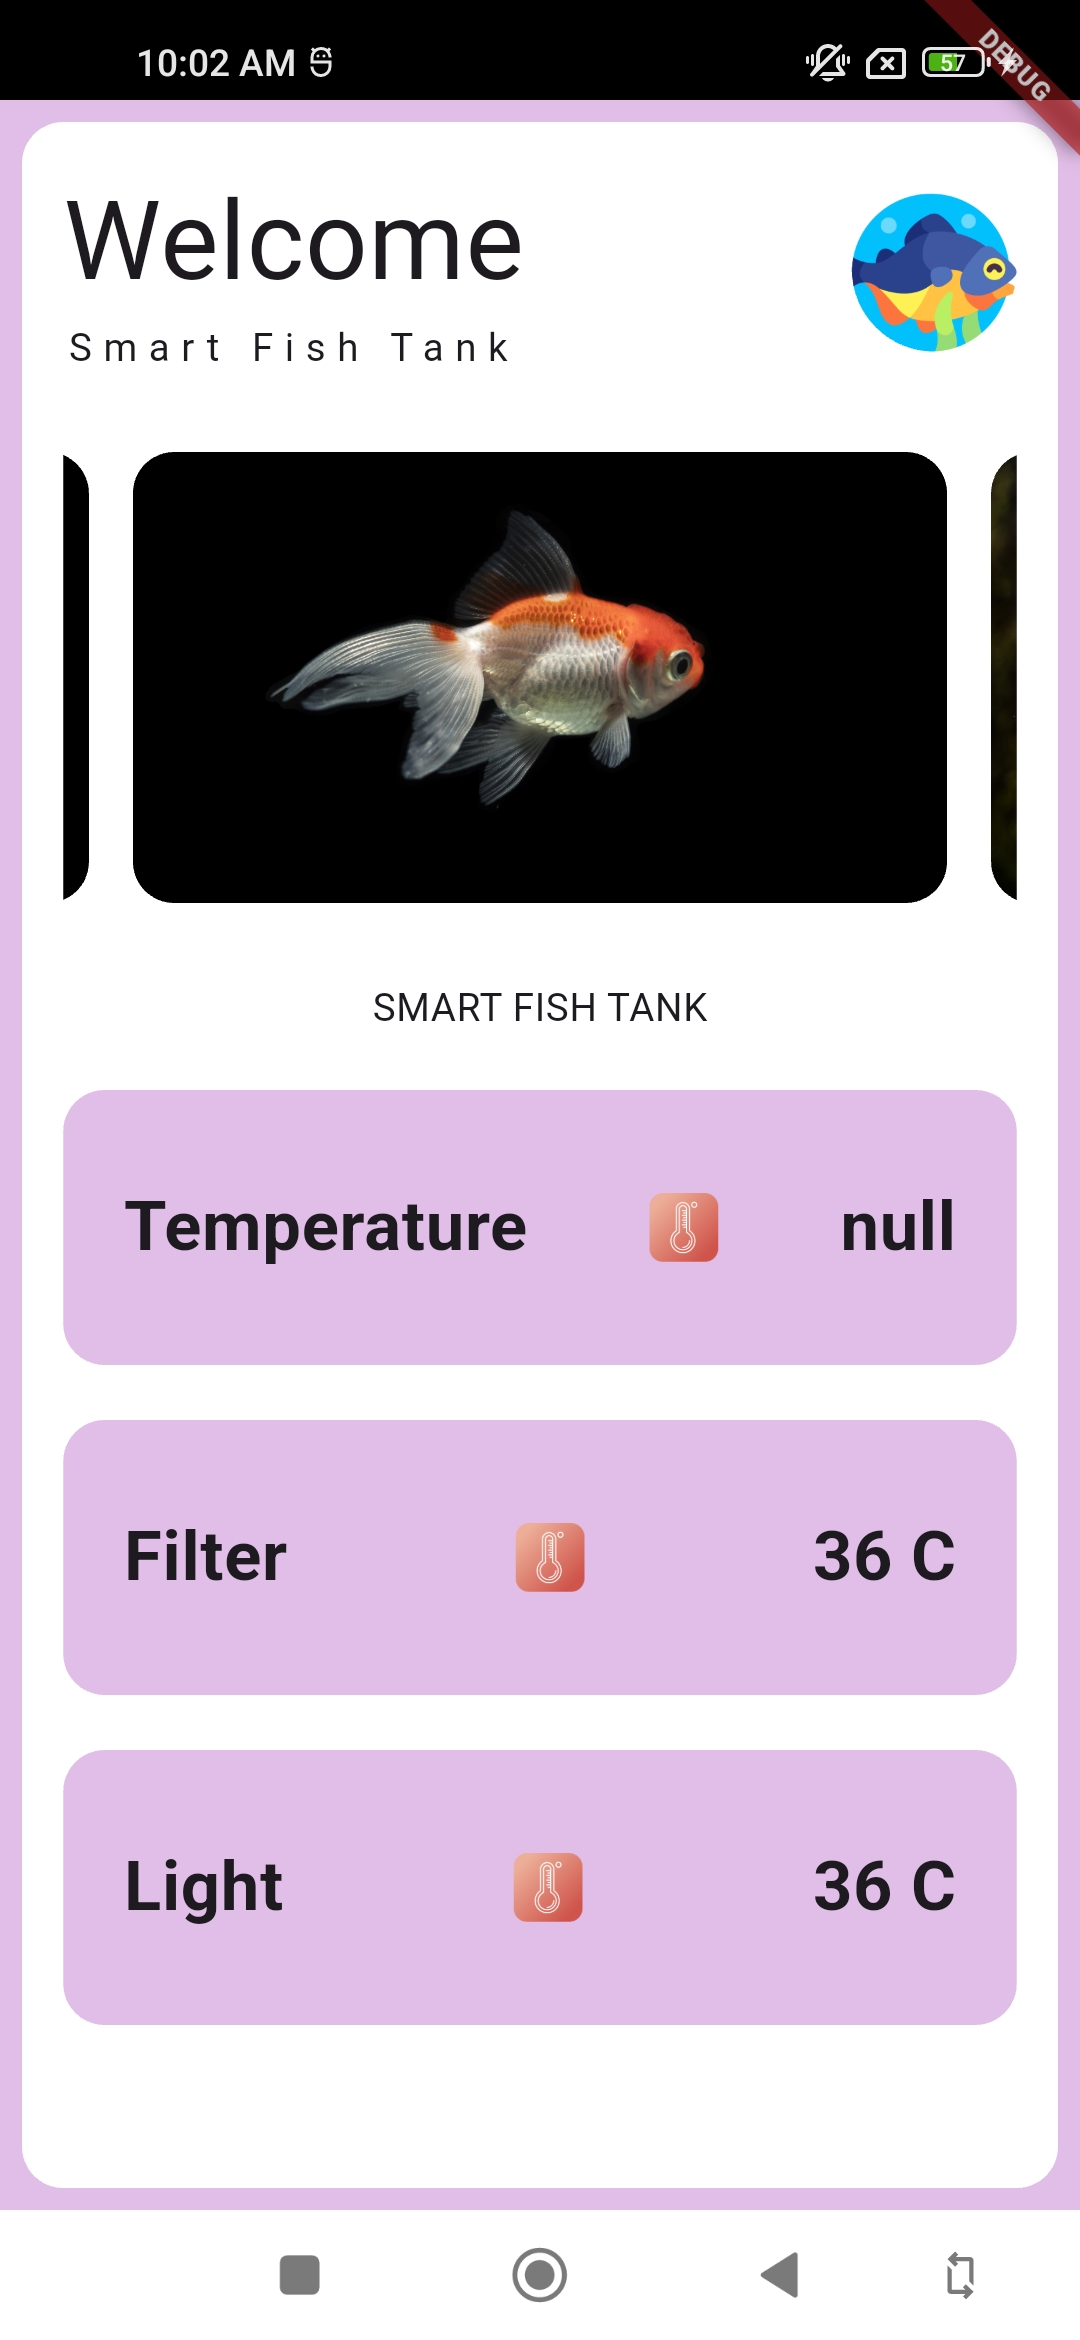 10:02 AM
57
DEBUG
Welcome
Smart Fish Tank
SMART FISH TANK
Temperature null
Filter 36 C
Light 36 C